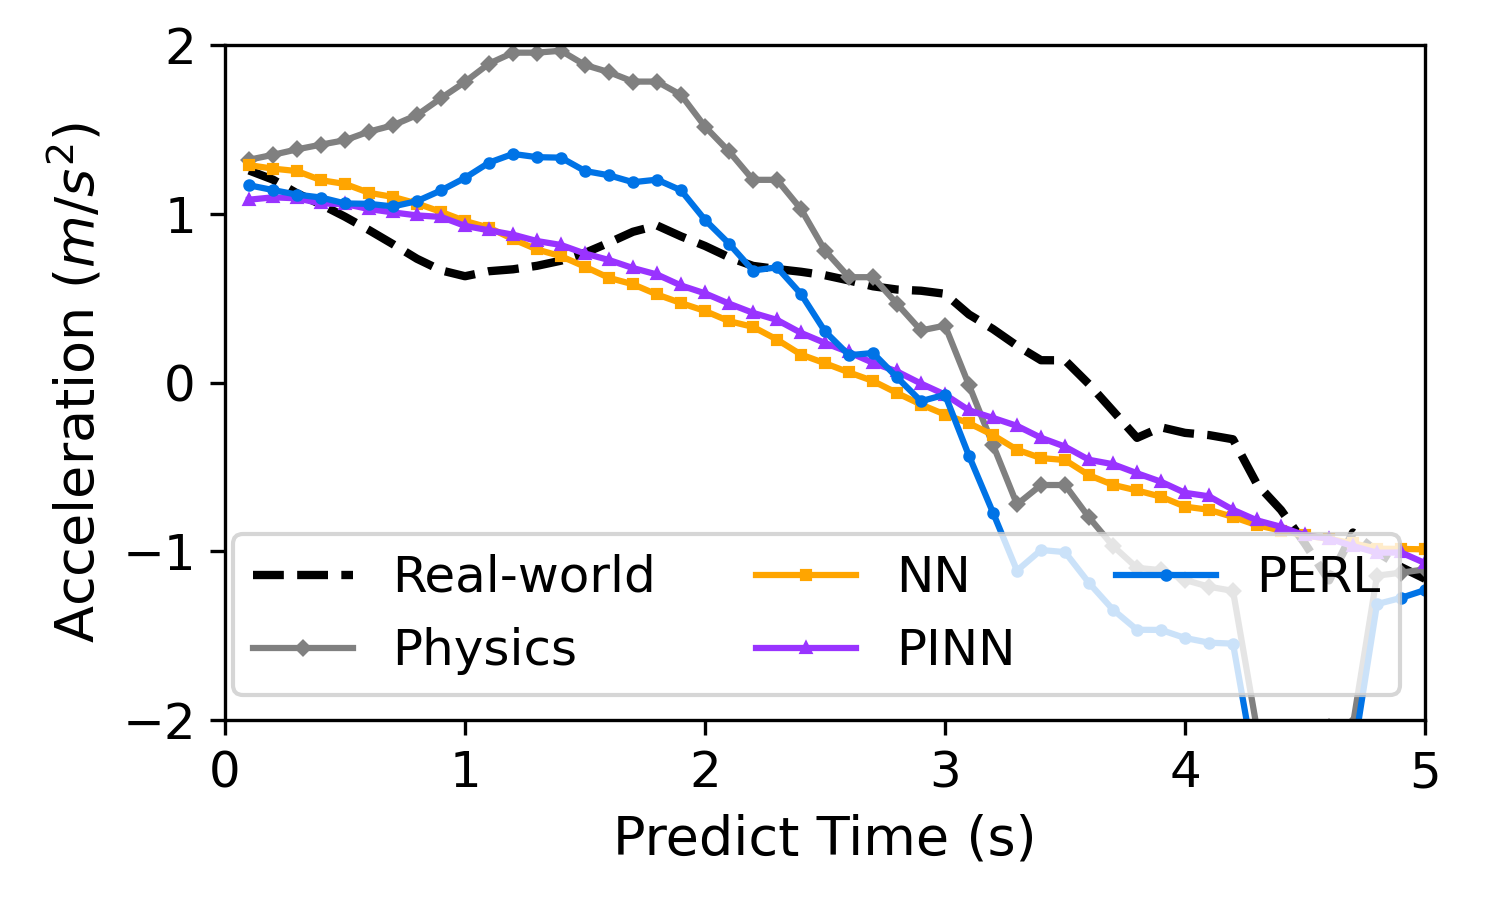 Acceleration (m/s²)
2
1
0
−1
−2
Real-world
Physics
NN
PINN
PERL
0 1 2 3 4 5
Predict Time (s)